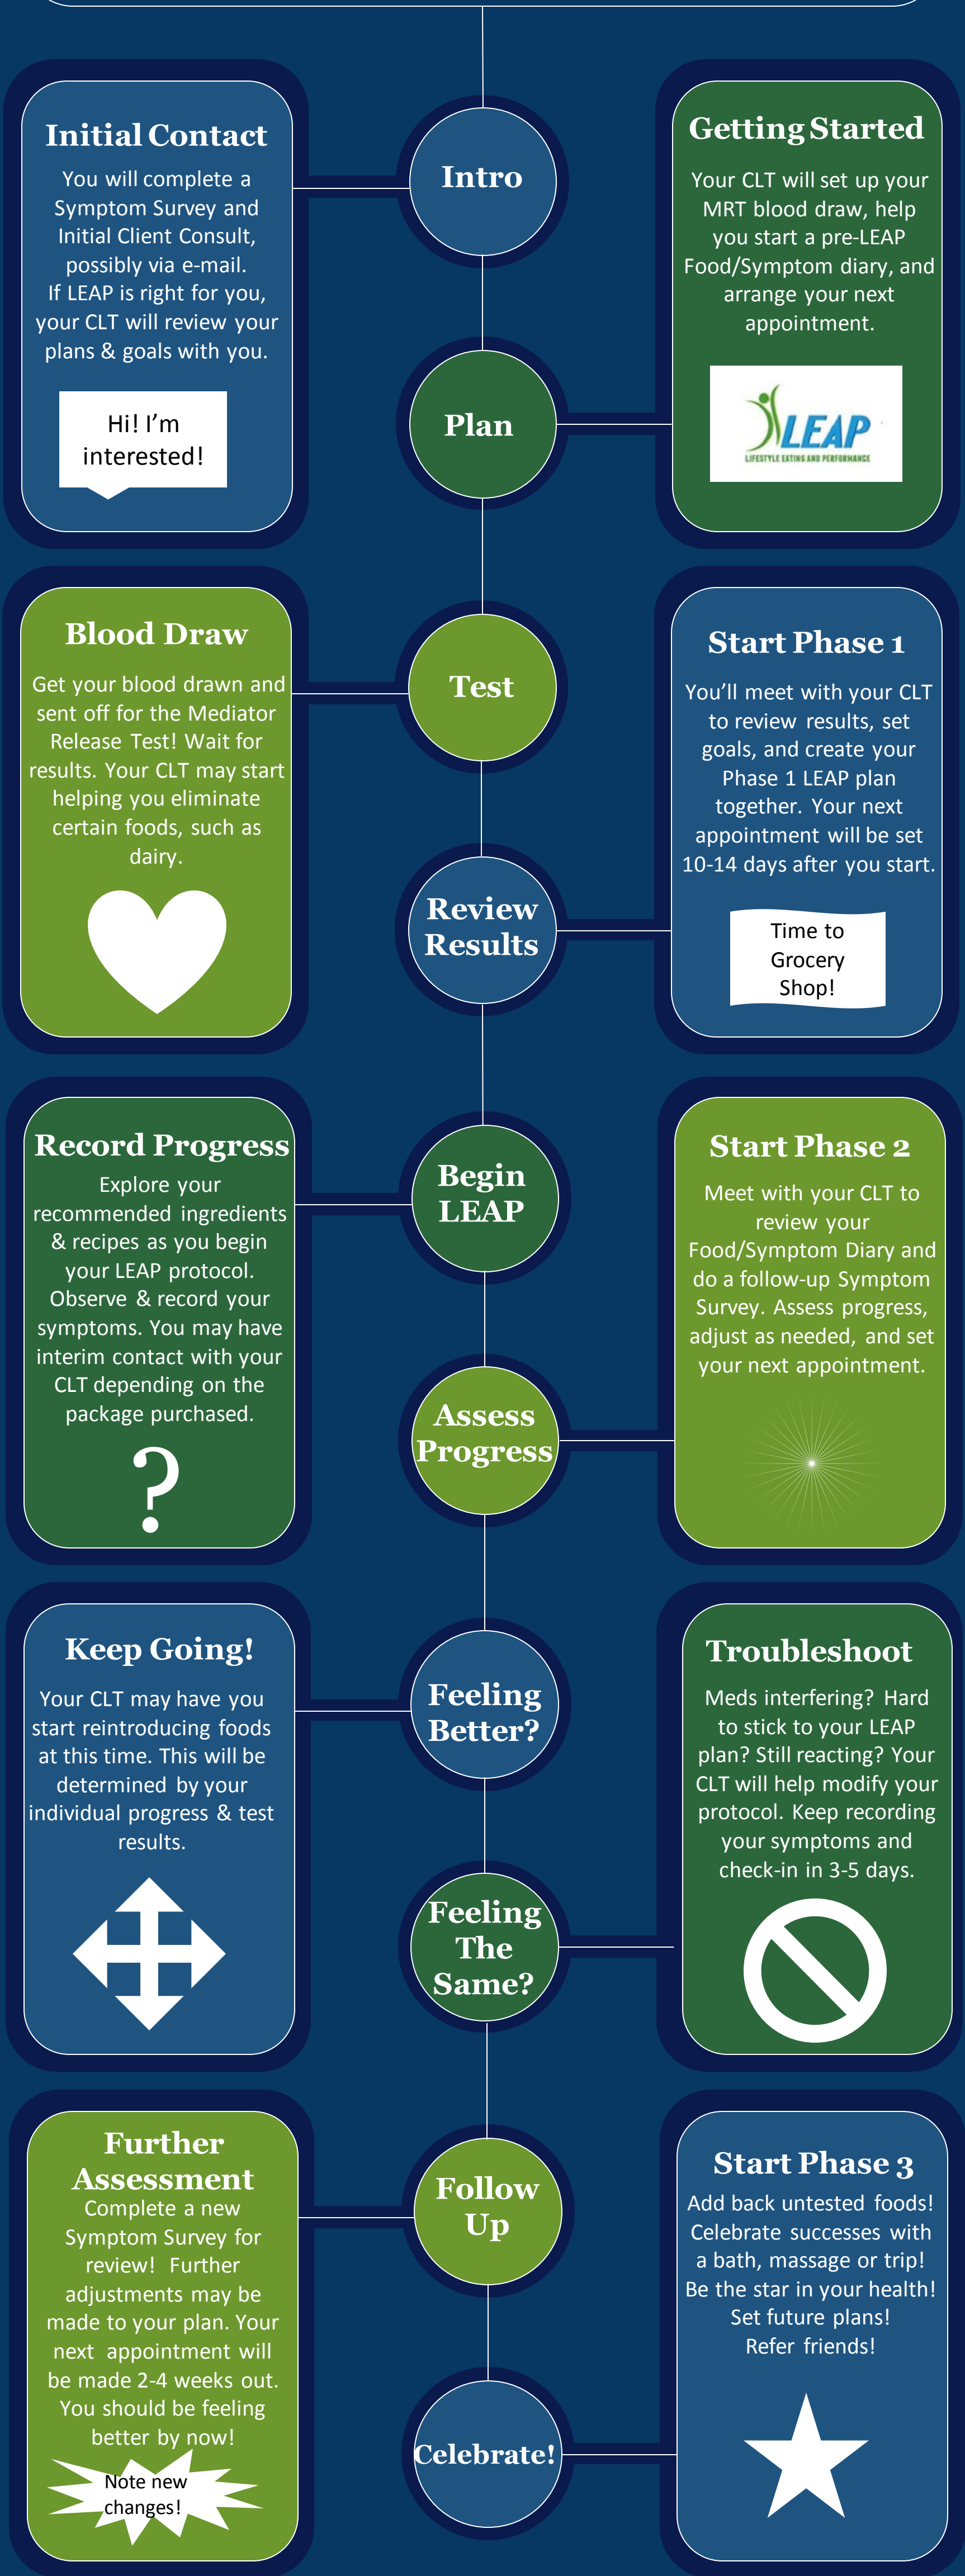 Initial Contact
You will complete a
Symptom Survey and
Initial Client Consult,
possibly via e-mail.
If LEAP is right for you,
your CLT will review your
plans & goals with you.
Hi! I'm
interested!
Intro
Getting Started
Your CLT will set up your
MRT blood draw, help
you start a pre-LEAP
Food/Symptom diary, and
arrange your next
appointment.
LEAP
LIFESTYLE EATING AND PERFORMANCE
Plan
Blood Draw
Get your blood drawn and
sent off for the Mediator
Release Test! Wait for
results. Your CLT may start
helping you eliminate
certain foods, such as
dairy.
Test
Start Phase 1
You'll meet with your CLT
to review results, set
goals, and create your
Phase 1 LEAP plan
together. Your next
appointment will be set
10-14 days after you start.
Time to
Grocery
Shop!
Review
Results
Record Progress
Explore your
recommended ingredients
& recipes as you begin
your LEAP protocol.
Observe & record your
symptoms. You may have
interim contact with your
CLT depending on the
package purchased.
?
Begin
LEAP
Start Phase 2
Meet with your CLT to
review your
Food/Symptom Diary and
do a follow-up Symptom
Survey. Assess progress,
adjust as needed, and set
your next appointment.
Assess
Progress
Keep Going!
Your CLT may have you
start reintroducing foods
at this time. This will be
determined by your
individual progress & test
results.
Feeling
Better?
Troubleshoot
Meds interfering? Hard
to stick to your LEAP
plan? Still reacting? Your
CLT will help modify your
protocol. Keep recording
your symptoms and
check-in in 3-5 days.
Feeling
The
Same?
Further
Assessment
Complete a new
Symptom Survey for
review! Further
adjustments may be
made to your plan. Your
next appointment will
be made 2-4 weeks out.
You should be feeling
better by now!
Note new
changes!
Follow
Up
Start Phase 3
Add back untested foods!
Celebrate successes with
a bath, massage or trip!
Be the star in your health!
Set future plans!
Refer friends!
Celebrate!